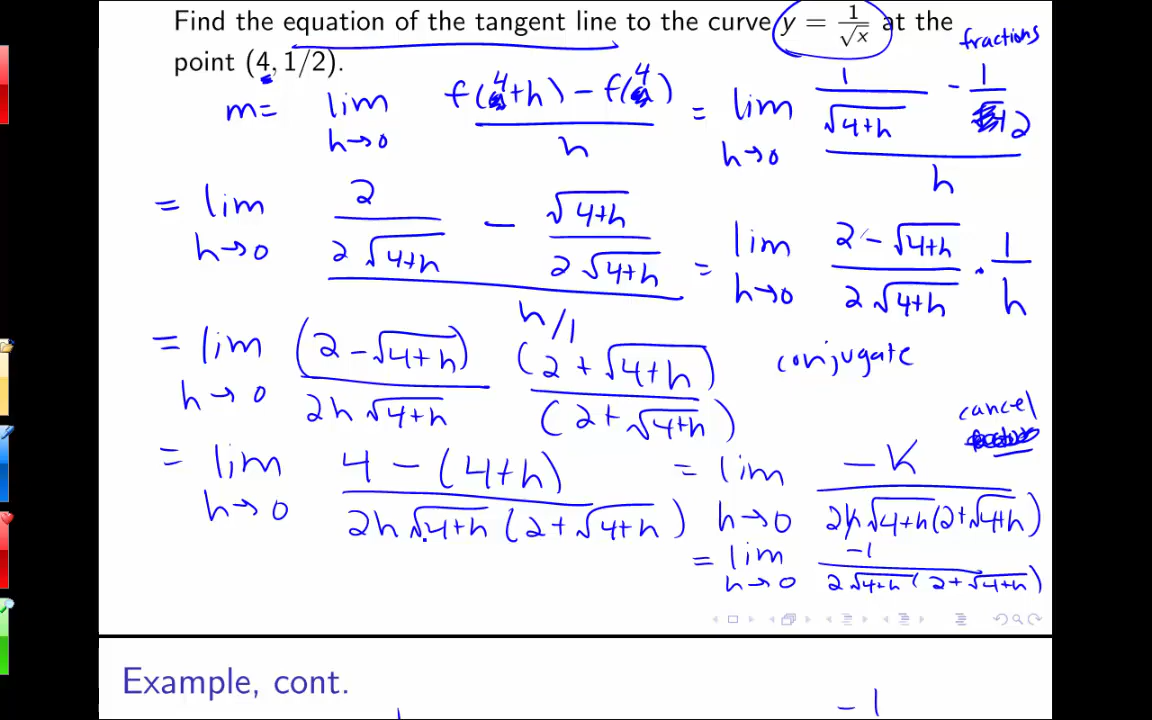 Find the equation of the tangent line to the curve y = 1/√x at the
fractions
point (4, 1/2).
m= lim h→0 (f(4+h) − f(4))/h = lim h→0 (1/√(4+h) − 1/2)/h
= lim h→0 (2/(2√(4+h)) − √(4+h)/(2√(4+h)))/(h/1) = lim h→0 (2−√(4+h))/(2√(4+h)) · 1/h
= lim h→0 (2−√(4+h))/(2h√(4+h)) (2+√(4+h))/(2+√(4+h)) conjugate
cancel
= lim h→0 (4−(4+h))/(2h√(4+h)(2+√(4+h))) = lim h→0 −h/(2h√(4+h)(2+√(4+h)))
= lim h→0 −1/(2√(4+h)(2+√(4+h)))
Example, cont.
−1